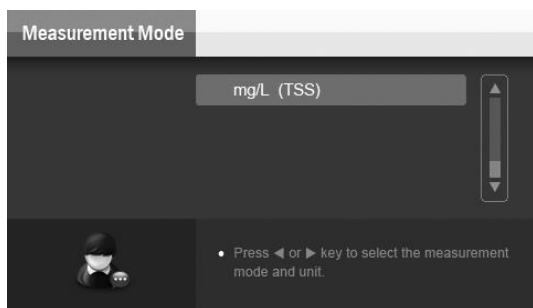 Measurement Mode
mg/L (TSS)
• Press ◀ or ▶ key to select the measurement
mode and unit.